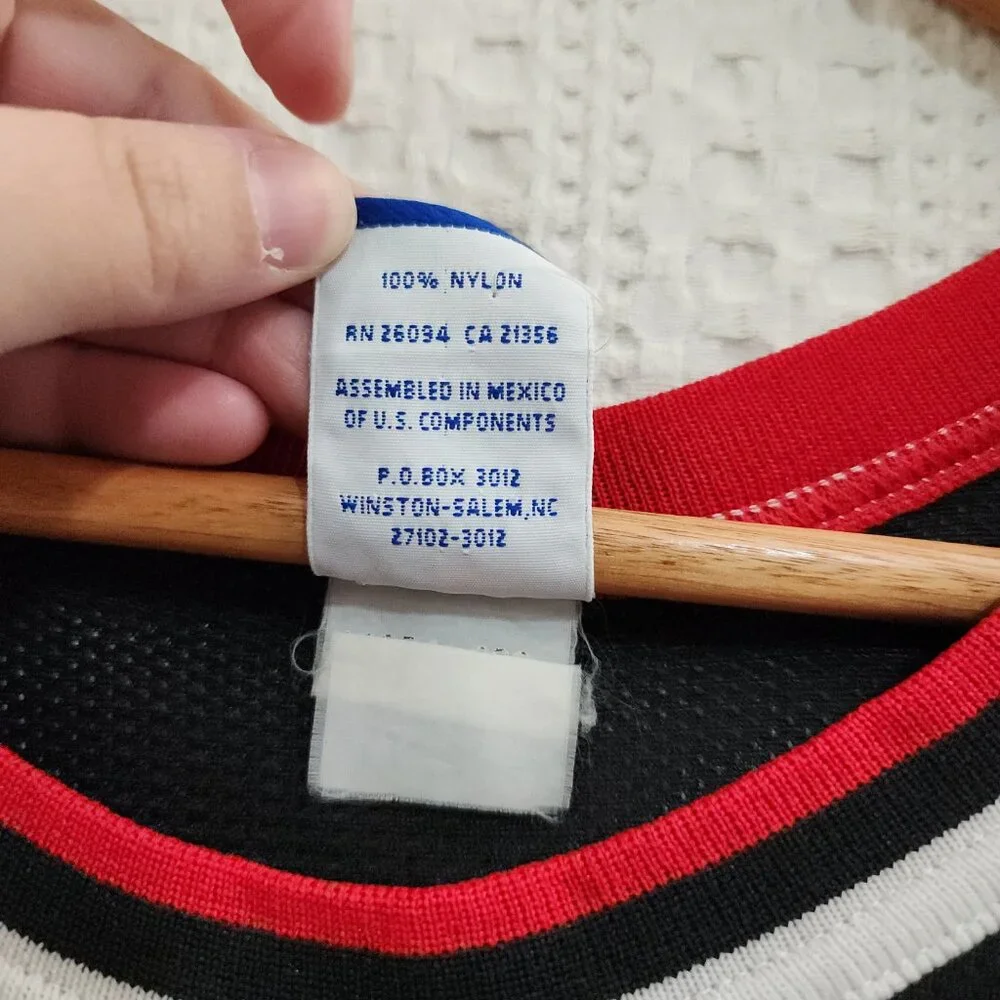 100% NYLON
RN 26094 CA 21356
ASSEMBLED IN MEXICO
OF U.S. COMPONENTS
P.O.BOX 3012
WINSTON-SALEM,NC
27102-3012